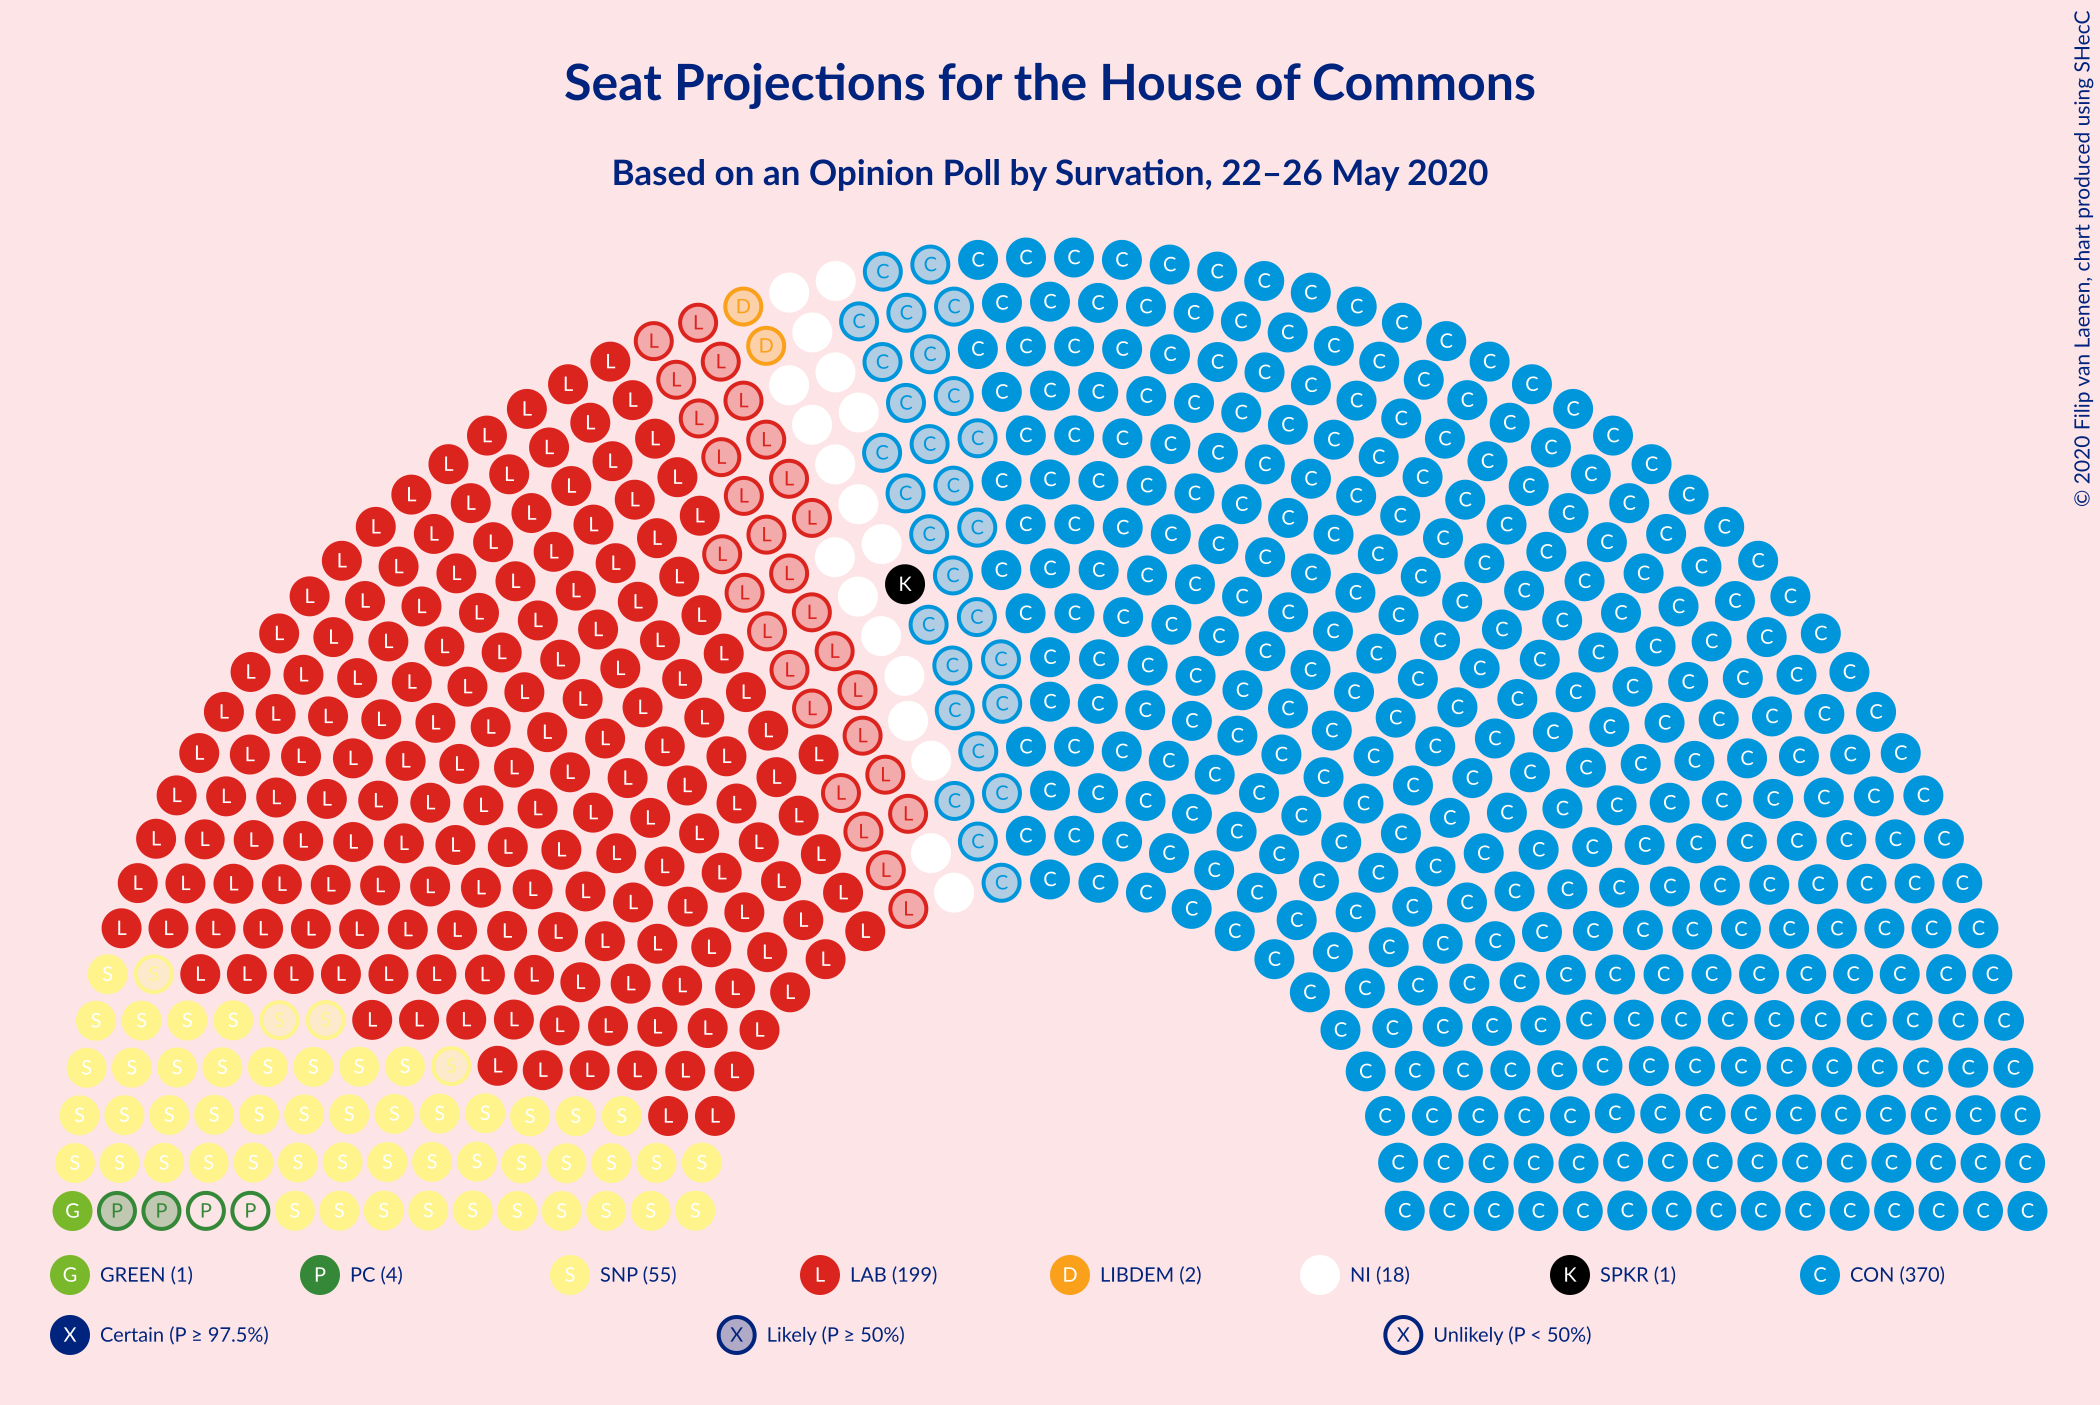 Seat Projections for the House of Commons
Based on an Opinion Poll by Survation, 22–26 May 2020
© 2020 Filip van Laenen, chart produced using SHecC
G GREEN (1)
P PC (4)
S SNP (55)
L LAB (199)
D LIBDEM (2)
NI (18)
K SPKR (1)
C CON (370)
X Certain (P ≥ 97.5%)
X Likely (P ≥ 50%)
X Unlikely (P < 50%)